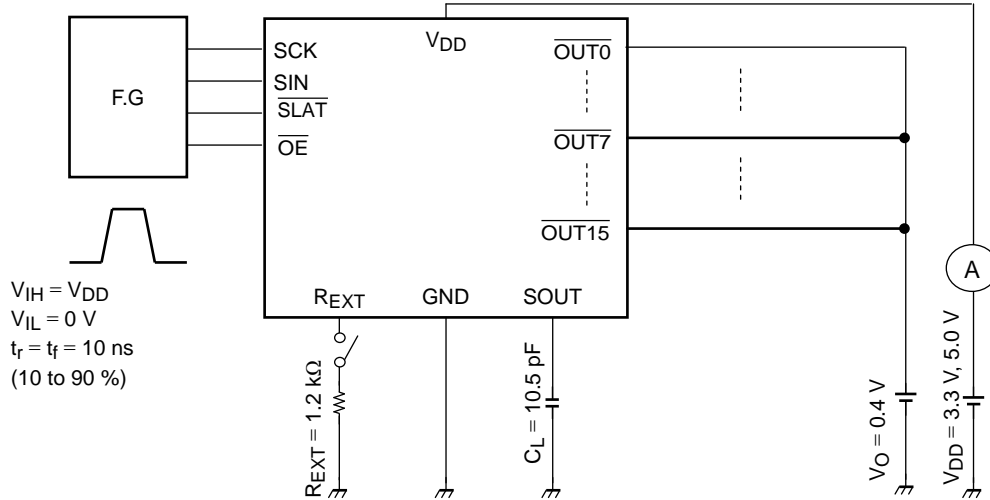 F.G
SCK
SIN
SLAT
OE
VDD
OUT0
OUT7
OUT15
REXT
GND
SOUT
A
VIH = VDD
VIL = 0 V
tr = tf = 10 ns
(10 to 90 %)
REXT = 1.2 kΩ
CL = 10.5 pF
VO = 0.4 V
VDD = 3.3 V, 5.0 V